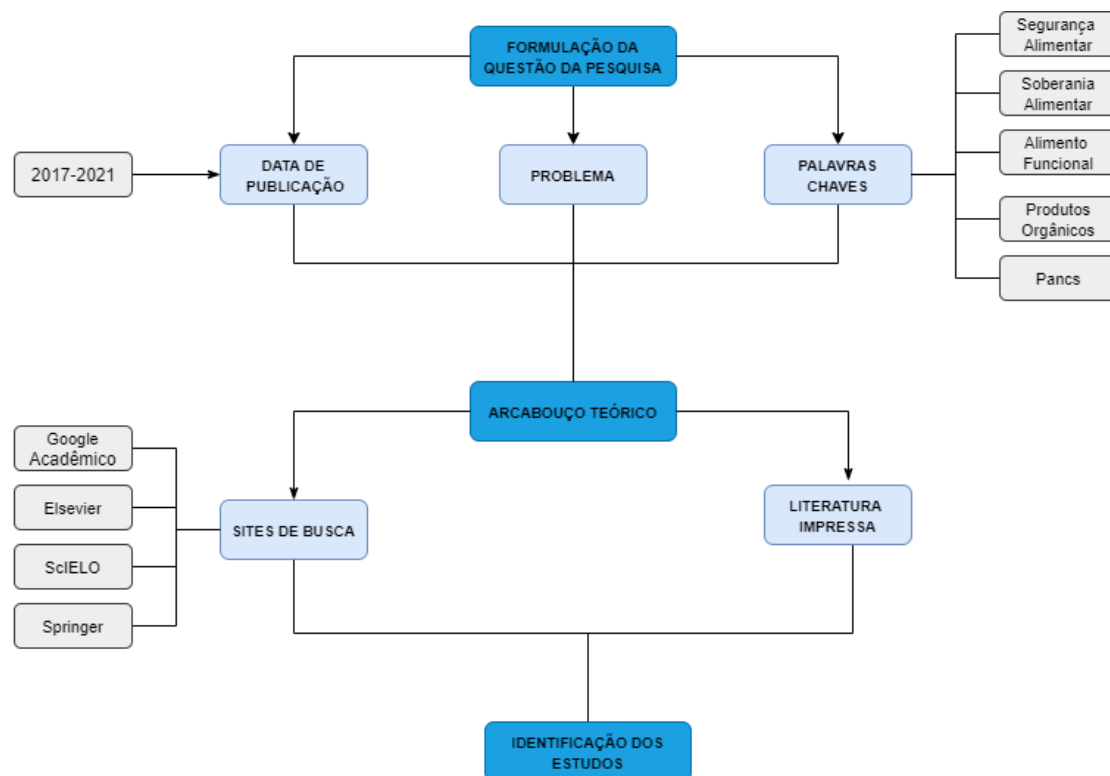 FORMULAÇÃO DA
QUESTÃO DA PESQUISA
Segurança
Alimentar
Soberania
Alimentar
Alimento
Funcional
Produtos
Orgânicos
Pancs
2017-2021
DATA DE
PUBLICAÇÃO
PROBLEMA
PALAVRAS
CHAVES
ARCABOUÇO TEÓRICO
Google
Acadêmico
Elsevier
ScIELO
Springer
SITES DE BUSCA
LITERATURA
IMPRESSA
IDENTIFICAÇÃO DOS
ESTUDOS